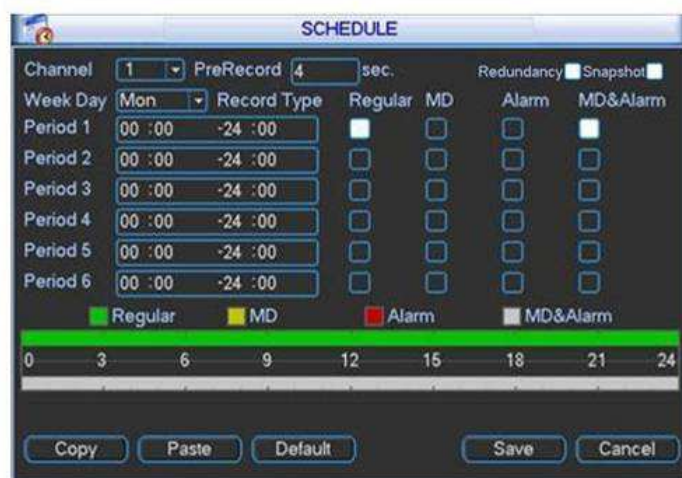 SCHEDULE
Channel 1 PreRecord 4 sec. Redundancy Snapshot
Week Day Mon Record Type Regular MD Alarm MD&Alarm
Period 1 00 :00 -24 :00
Period 2 00 :00 -24 :00
Period 3 00 :00 -24 :00
Period 4 00 :00 -24 :00
Period 5 00 :00 -24 :00
Period 6 00 :00 -24 :00
Regular MD Alarm MD&Alarm
0 3 6 9 12 15 18 21 24
Copy Paste Default Save Cancel